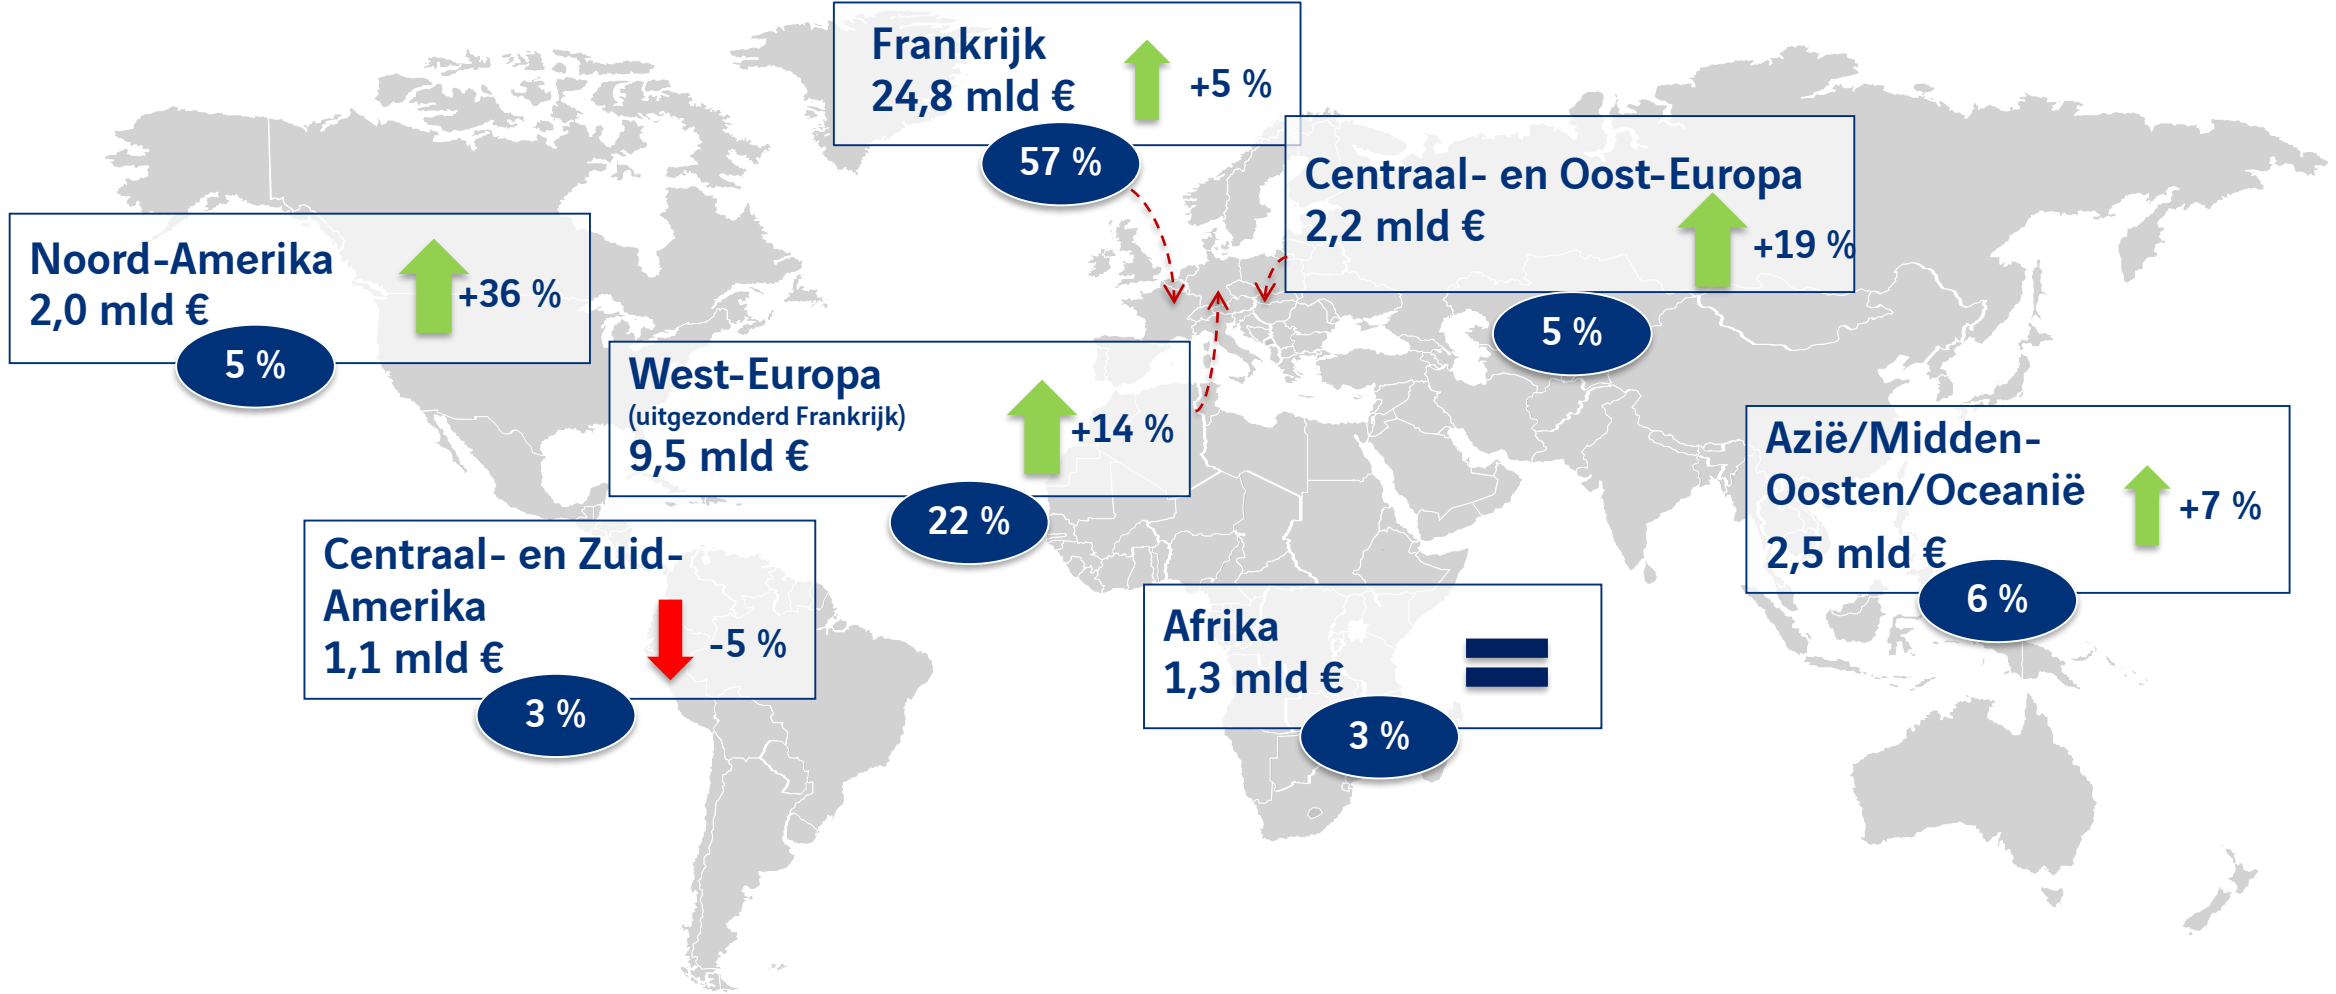 Frankrijk
24,8 mld €
+5 %
57 %
Centraal- en Oost-Europa
2,2 mld €
+19 %
5 %
Noord-Amerika
2,0 mld €
+36 %
5 %
West-Europa
(uitgezonderd Frankrijk)
9,5 mld €
+14 %
22 %
Azië/Midden-
Oosten/Oceanië
2,5 mld €
+7 %
6 %
Centraal- en Zuid-
Amerika
1,1 mld €
-5 %
3 %
Afrika
1,3 mld €
3 %